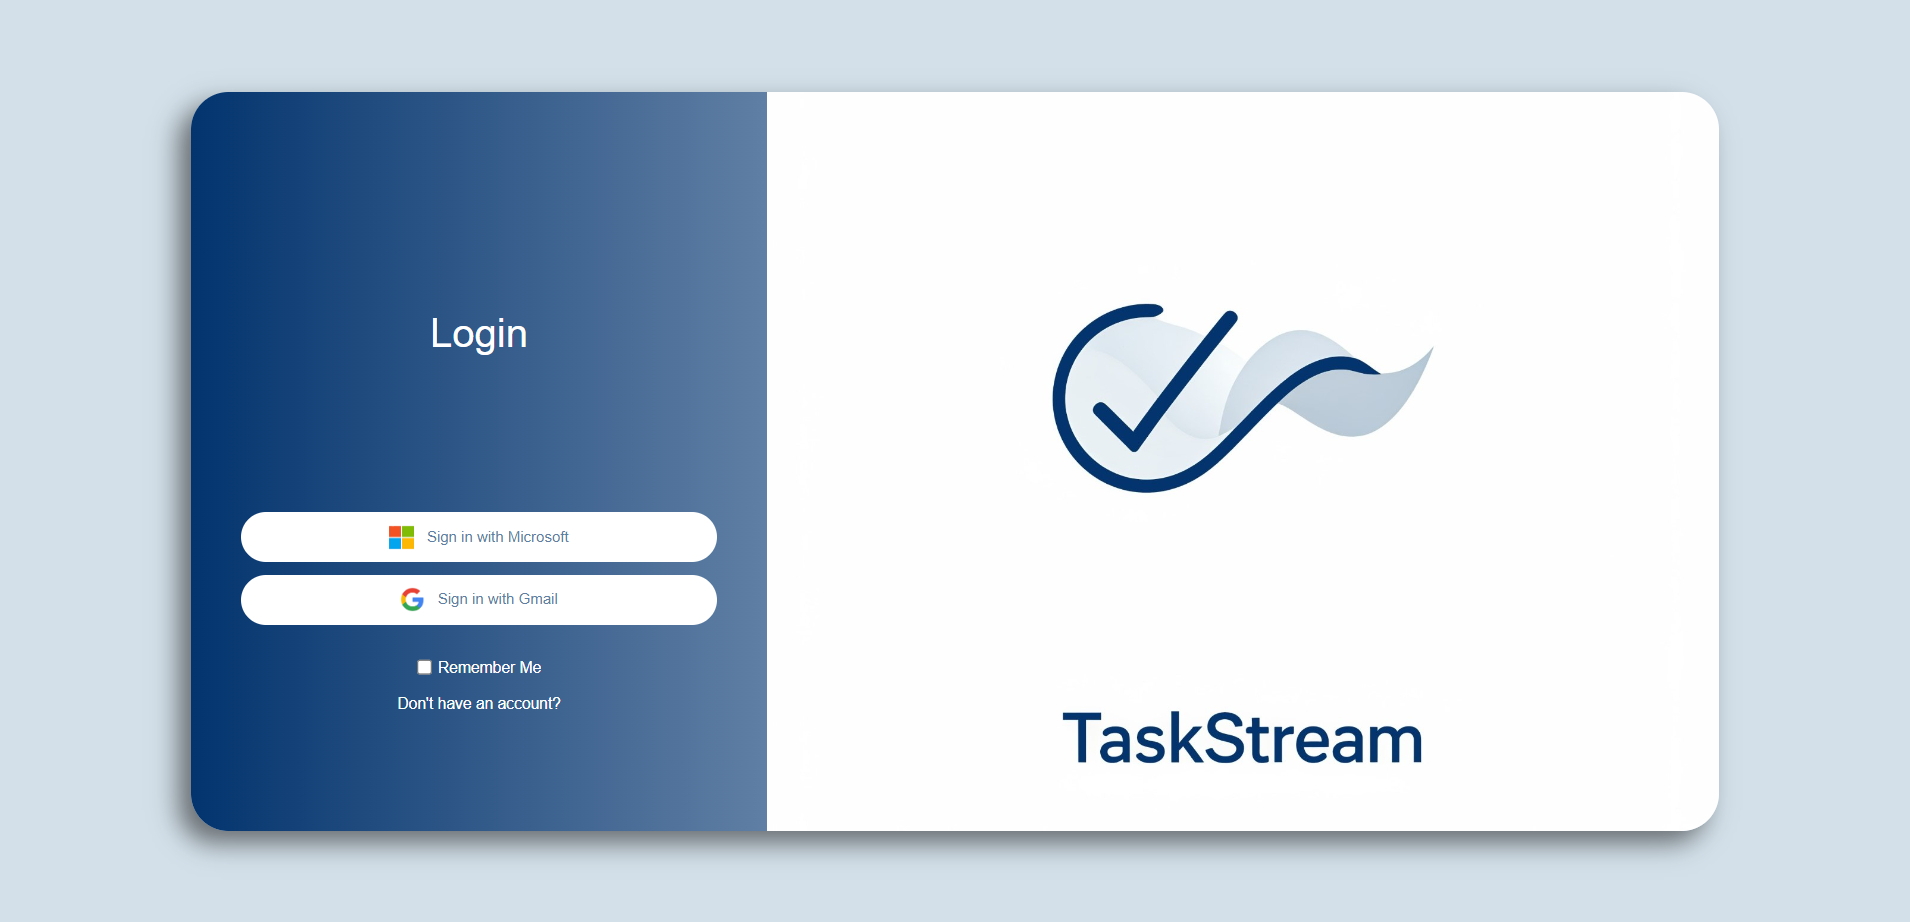 Login
Sign in with Microsoft
Sign in with Gmail
Remember Me
Don't have an account?
TaskStream